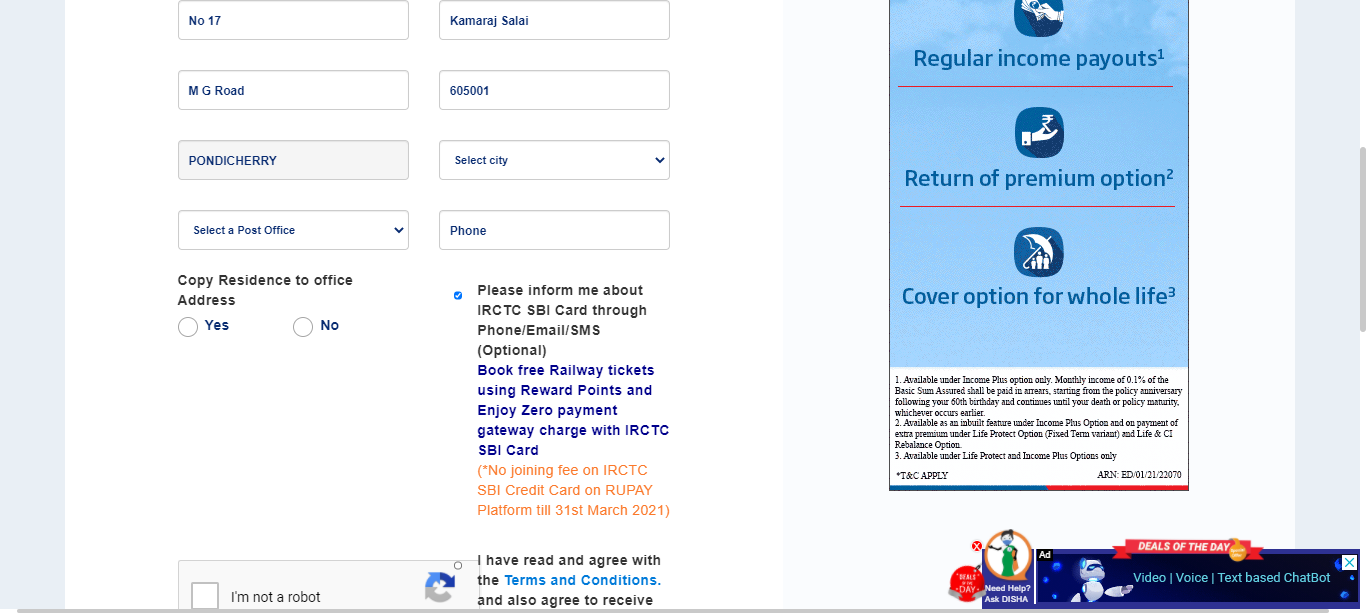 No 17
Kamaraj Salai
M G Road
605001
PONDICHERRY
Select city
Select a Post Office
Phone
Copy Residence to office
Address
Yes
No
Please inform me about
IRCTC SBI Card through
Phone/Email/SMS
(Optional)
Book free Railway tickets
using Reward Points and
Enjoy Zero payment
gateway charge with IRCTC
SBI Card
(*No joining fee on IRCTC
SBI Credit Card on RUPAY
Platform till 31st March 2021)
I'm not a robot
I have read and agree with
the Terms and Conditions.
and also agree to receive
Regular income payouts¹
Return of premium option²
Cover option for whole life³
1. Available under Income Plus option only. Monthly income of 0.1% of the
Basic Sum Assured shall be paid in arrears, starting from the policy anniversary
following your 60th birthday and continues until your death or policy maturity,
whichever occurs earlier.
2. Available as an inbuilt feature under Income Plus Option and on payment of
extra premium under Life Protect Option (Fixed Term variant) and Life & CI
Rebalance Option.
3. Available under Life Protect and Income Plus Options only
*T&C APPLY
ARN: ED/01/21/22070
DEALS OF THE DAY
DEALS
OF THE
DAY
Need Help?
Ask DISHA
Ad
Video | Voice | Text based ChatBot